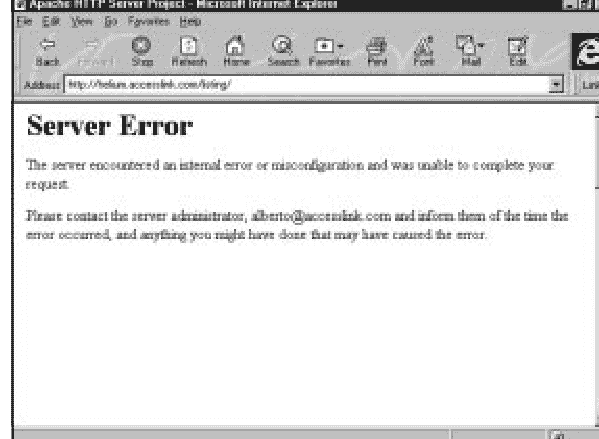 Apache HTTP Server Project - Microsoft Internet Explorer
File Edit View Go Favorites Help
Back Forward Stop Refresh Home Search Favorites Print Font Mail Edit
Address http://helium.accesslink.com/listing/ Link
Server Error
The server encountered an internal error or misconfiguration and was unable to complete your
request.
Please contact the server administrator, alberto@accesslink.com and inform them of the time the
error occurred, and anything you might have done that may have caused the error.